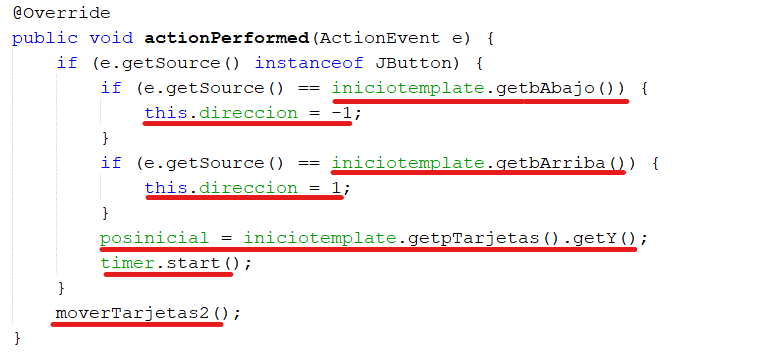 @Override
public void actionPerformed(ActionEvent e) {
if (e.getSource() instanceof JButton) {
if (e.getSource() == iniciotemplate.getbAbajo()) {
this.direccion = -1;
}
if (e.getSource() == iniciotemplate.getbArriba()) {
this.direccion = 1;
}
posinicial = iniciotemplate.getpTarjetas().getY();
timer.start();
}
moverTarjetas2();
}